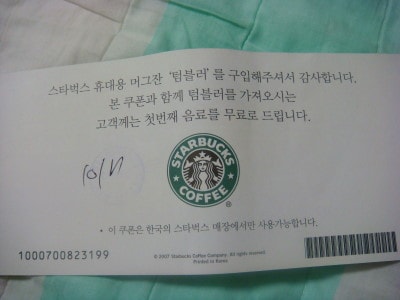 스타벅스 휴대용 머그잔 '텀블러'를 구입해주셔서 감사합니다.
본 쿠폰과 함께 텀블러를 가져오시는
고객께는 첫번째 음료를 무료로 드립니다.
STARBUCKS
COFFEE
* 이 쿠폰은 한국의 스타벅스 매장에서만 사용가능합니다.
1000700823199
© 2007 Starbucks Coffee Company. All rights reserved.
Printed in Korea